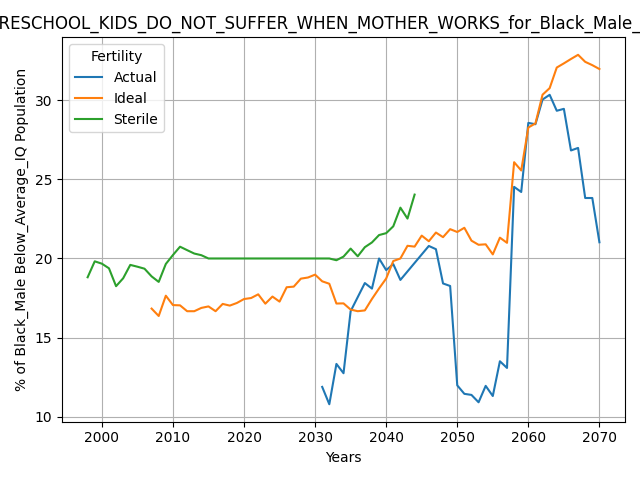 RESCHOOL_KIDS_DO_NOT_SUFFER_WHEN_MOTHER_WORKS_for_Black_Male_
Fertility
Actual
Ideal
Sterile
% of Black_Male Below_Average_IQ Population
30
25
20
15
10
2000 2010 2020 2030 2040 2050 2060 2070
Years